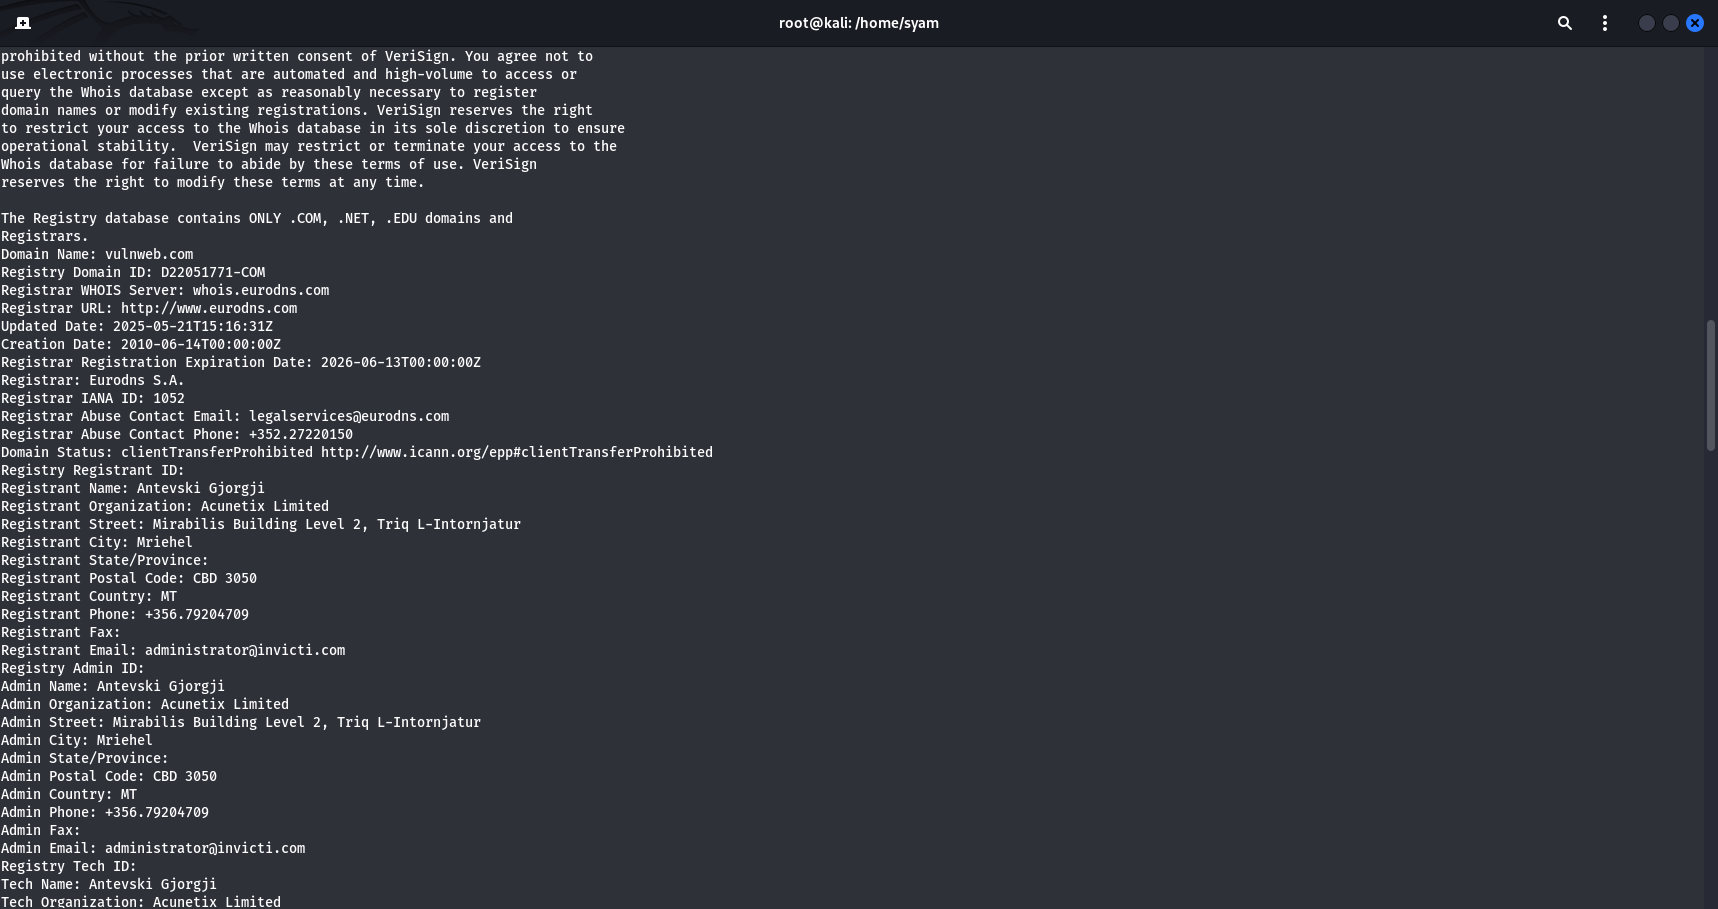 root@kali: /home/syam
prohibited without the prior written consent of VeriSign. You agree not to
use electronic processes that are automated and high-volume to access or
query the Whois database except as reasonably necessary to register
domain names or modify existing registrations. VeriSign reserves the right
to restrict your access to the Whois database in its sole discretion to ensure
operational stability.  VeriSign may restrict or terminate your access to the
Whois database for failure to abide by these terms of use. VeriSign
reserves the right to modify these terms at any time.

The Registry database contains ONLY .COM, .NET, .EDU domains and
Registrars.
Domain Name: vulnweb.com
Registry Domain ID: D22051771-COM
Registrar WHOIS Server: whois.eurodns.com
Registrar URL: http://www.eurodns.com
Updated Date: 2025-05-21T15:16:31Z
Creation Date: 2010-06-14T00:00:00Z
Registrar Registration Expiration Date: 2026-06-13T00:00:00Z
Registrar: Eurodns S.A.
Registrar IANA ID: 1052
Registrar Abuse Contact Email: legalservices@eurodns.com
Registrar Abuse Contact Phone: +352.27220150
Domain Status: clientTransferProhibited http://www.icann.org/epp#clientTransferProhibited
Registry Registrant ID:
Registrant Name: Antevski Gjorgji
Registrant Organization: Acunetix Limited
Registrant Street: Mirabilis Building Level 2, Triq L-Intornjatur
Registrant City: Mriehel
Registrant State/Province:
Registrant Postal Code: CBD 3050
Registrant Country: MT
Registrant Phone: +356.79204709
Registrant Fax:
Registrant Email: administrator@invicti.com
Registry Admin ID:
Admin Name: Antevski Gjorgji
Admin Organization: Acunetix Limited
Admin Street: Mirabilis Building Level 2, Triq L-Intornjatur
Admin City: Mriehel
Admin State/Province:
Admin Postal Code: CBD 3050
Admin Country: MT
Admin Phone: +356.79204709
Admin Fax:
Admin Email: administrator@invicti.com
Registry Tech ID:
Tech Name: Antevski Gjorgji
Tech Organization: Acunetix Limited